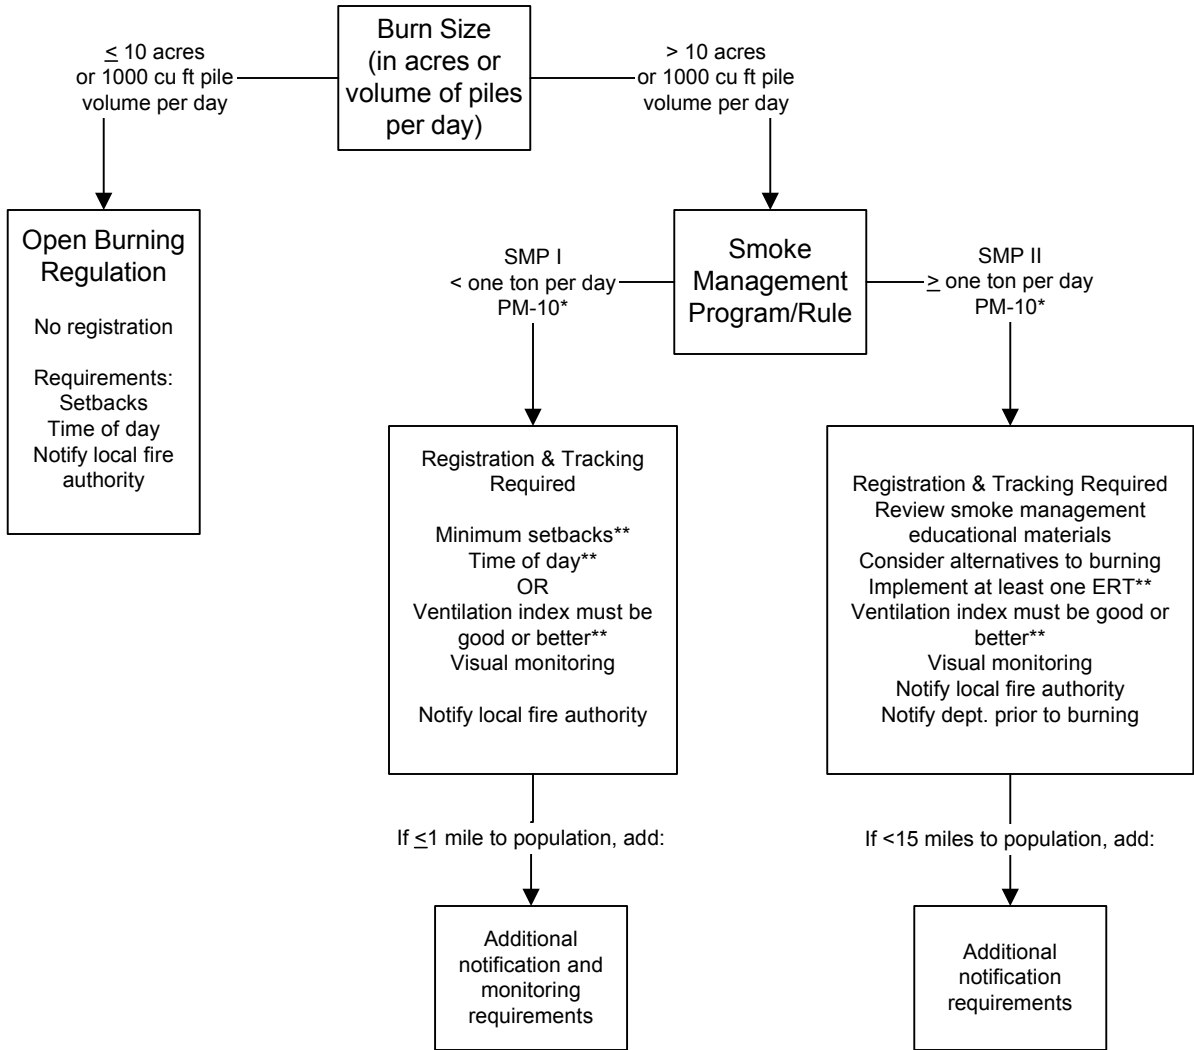 Burn Size
(in acres or
volume of piles
per day)
≤ 10 acres
or 1000 cu ft pile
volume per day
> 10 acres
or 1000 cu ft pile
volume per day
Open Burning
Regulation
No registration
Requirements:
Setbacks
Time of day
Notify local fire
authority
Smoke
Management
Program/Rule
SMP I
< one ton per day
PM-10*
SMP II
≥ one ton per day
PM-10*
Registration & Tracking
Required
Minimum setbacks**
Time of day**
OR
Ventilation index must be
good or better**
Visual monitoring
Notify local fire authority
Registration & Tracking Required
Review smoke management
educational materials
Consider alternatives to burning
Implement at least one ERT**
Ventilation index must be good or
better**
Visual monitoring
Notify local fire authority
Notify dept. prior to burning
If ≤1 mile to population, add:
If <15 miles to population, add:
Additional
notification and
monitoring
requirements
Additional
notification
requirements